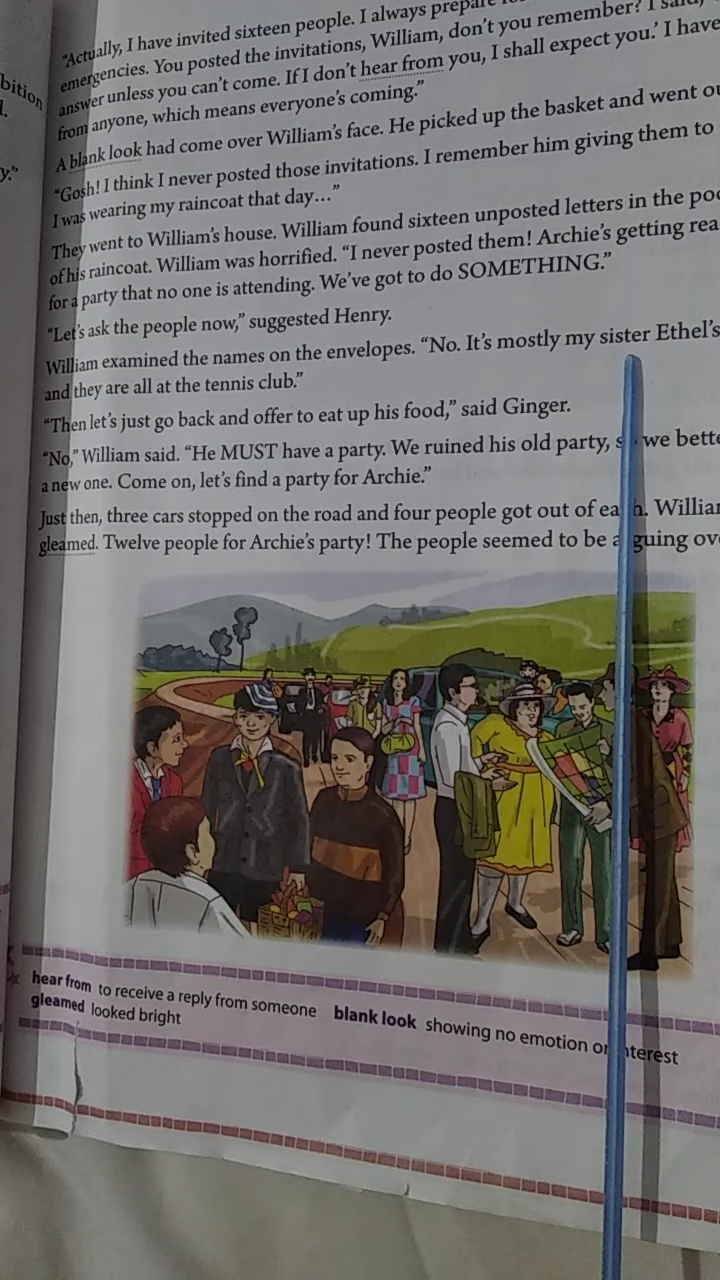 bition
"Actually, I have invited sixteen people. I always prepare
emergencies. You posted the invitations, William, don't you remember? I said,
answer unless you can't come. If I don't hear from you, I shall expect you.' I have
from anyone, which means everyone's coming."
A blank look had come over William's face. He picked up the basket and went
"Gosh! I think I never posted those invitations. I remember him giving them to
I was wearing my raincoat that day..."
They went to William's house. William found sixteen unposted letters in the
of his raincoat. William was horrified. "I never posted them! Archie's getting
for a party that no one is attending. We've got to do SOMETHING."
"Let's ask the people now," suggested Henry.
William examined the names on the envelopes. "No. It's mostly my sister Ethel's
and they are all at the tennis club."
"Then let's just go back and offer to eat up his food," said Ginger.
"No," William said. "He MUST have a party. We ruined his old party, we
a new one. Come on, let's find a party for Archie."
Just then, three cars stopped on the road and four people got out of each.
gleamed. Twelve people for Archie's party! The people seemed to be arguing
hear from to receive a reply from someone blank look showing no emotion or interest
gleamed looked bright